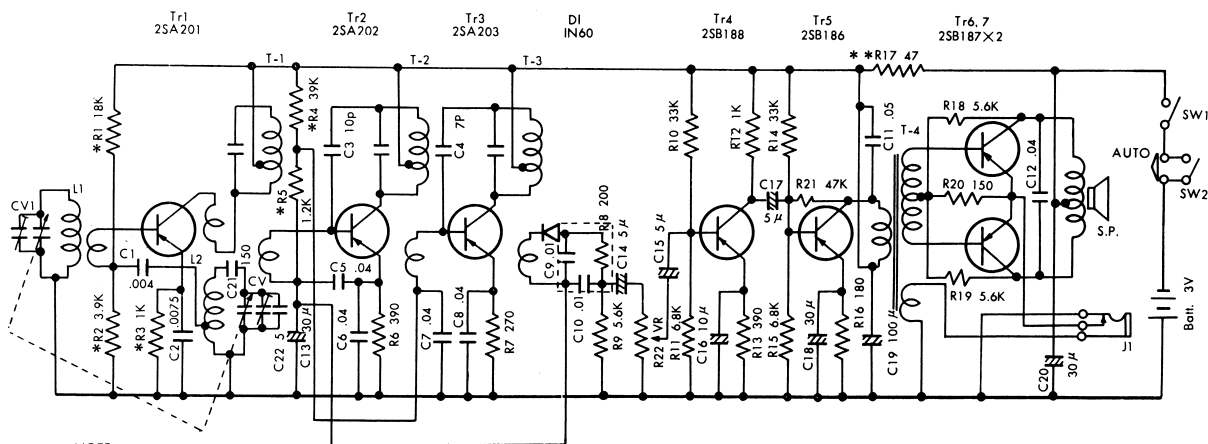 Tr1
2SA201
Tr2
2SA202
Tr3
2SA203
DI
IN60
Tr4
2SB188
Tr5
2SB186
Tr6, 7
2SB187×2
T-1
T-2
T-3
**R17 47
*R1 18K
*R4 39K
C3 10p
C4 7P
R10 33K
R12 1K
R14 33K
C11 .05
R18 5.6K
T-4
C12 .04
SW1
AUTO
SW2
L1
CV1
*R5 1.2K
R8 200
C17
5μ
R21 47K
R20 150
S.P.
C1
.004
L2
C21 150
CV
C5 .04
C9 .01
C14 5μ
C15 5μ
R19 5.6K
Batt. 3V
*R2 3.9K
*R3 1K
C2 .0075
C22 5
C13 30μ
C6 .04
R6 390
C7 .04
C8 .04
R7 270
C10 .01
R9 5.6K
R22 VR
R11 6.8K
C16 10μ
R13 390
R15 6.8K
C18 30μ
R16 180
C19 100μ
C20
30μ
J1